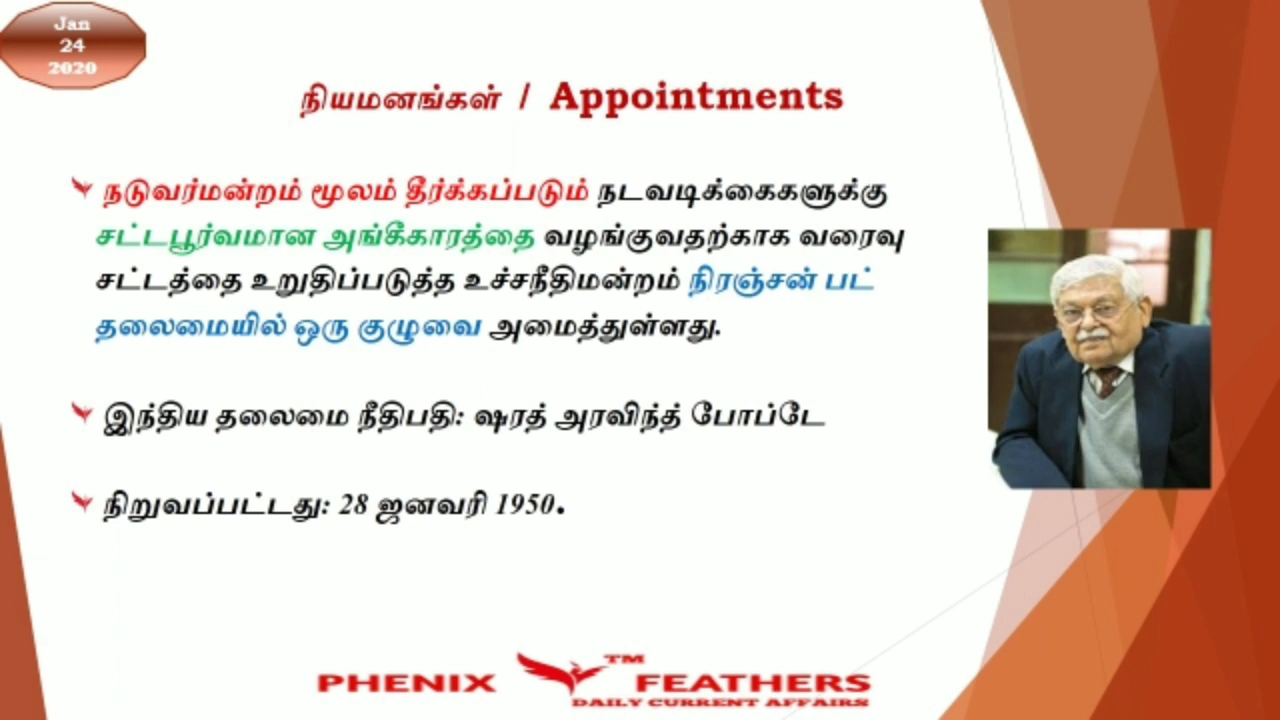 Jan
24
2020
நியமனங்கள் / Appointments
நடுவர்மன்றம் மூலம் தீர்க்கப்படும் நடவடிக்கைகளுக்கு
சட்டபூர்வமான அங்கீகாரத்தை வழங்குவதற்காக வரைவு
சட்டத்தை உறுதிப்படுத்த உச்சநீதிமன்றம் நிரஞ்சன் பட்
தலைமையில் ஒரு குழுவை அமைத்துள்ளது.
இந்திய தலைமை நீதிபதி: ஷரத் அரவிந்த் போப்டே
நிறுவப்பட்டது: 28 ஜனவரி 1950.
PHENIX FEATHERS TM
DAILY CURRENT AFFAIRS